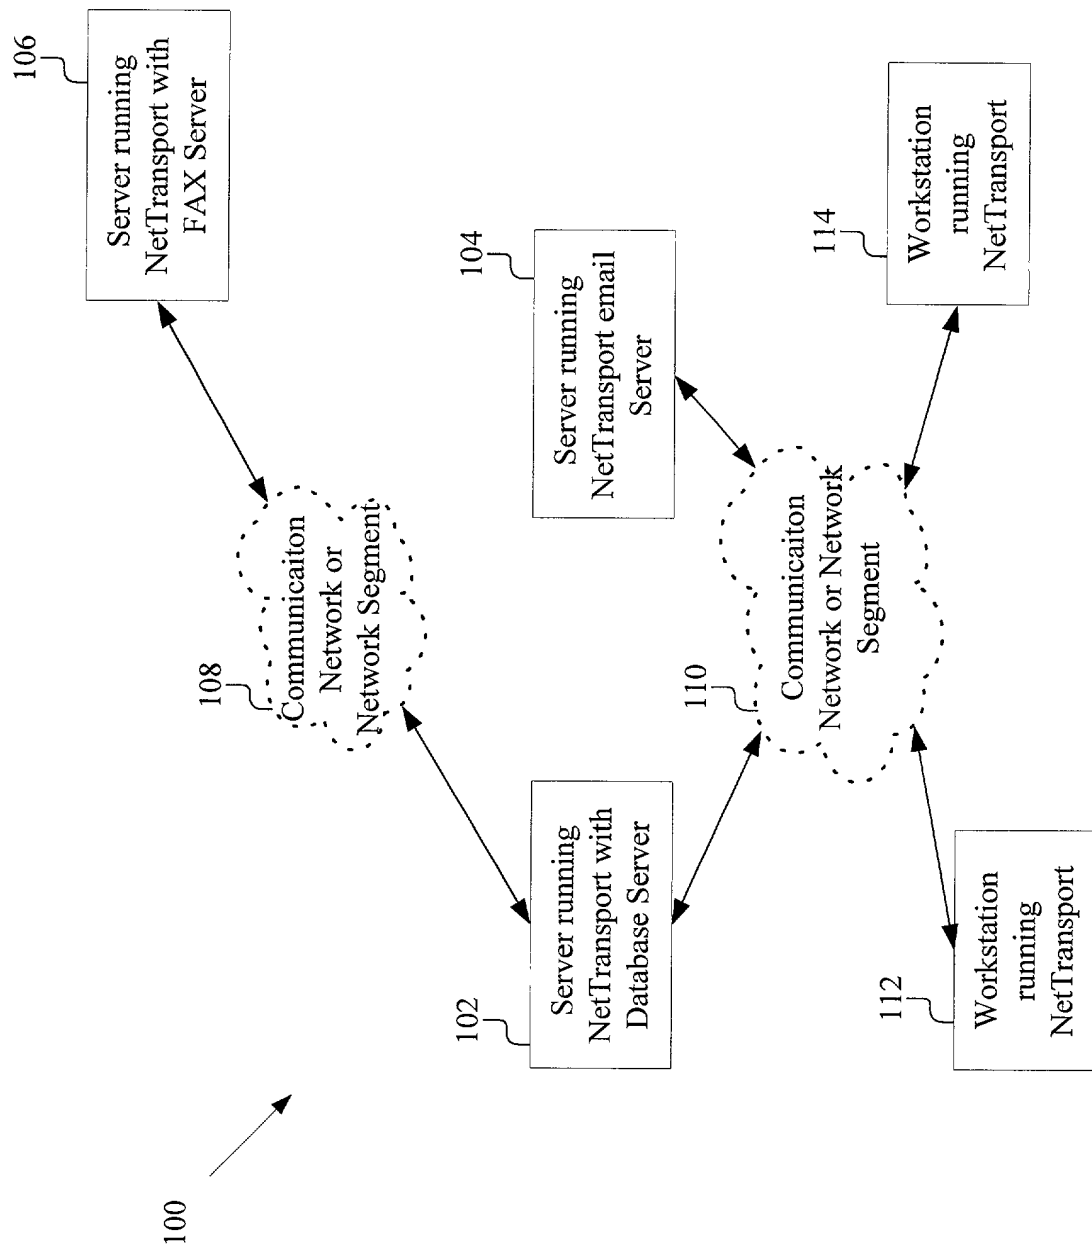 106
Server running
NetTransport with
FAX Server
108
Communicaiton
Network or
Network Segment
102
Server running
NetTransport with
Database Server
104
Server running
NetTransport email
Server
110
Communicaiton
Network or Network
Segment
112
Workstation
running
NetTransport
114
Workstation
running
NetTransport
100